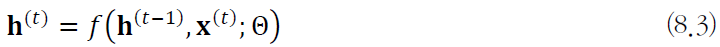 𝐡⁽ᵗ⁾ = 𝑓(𝐡⁽ᵗ⁻¹⁾, 𝐱⁽ᵗ⁾; Θ) (8.3)